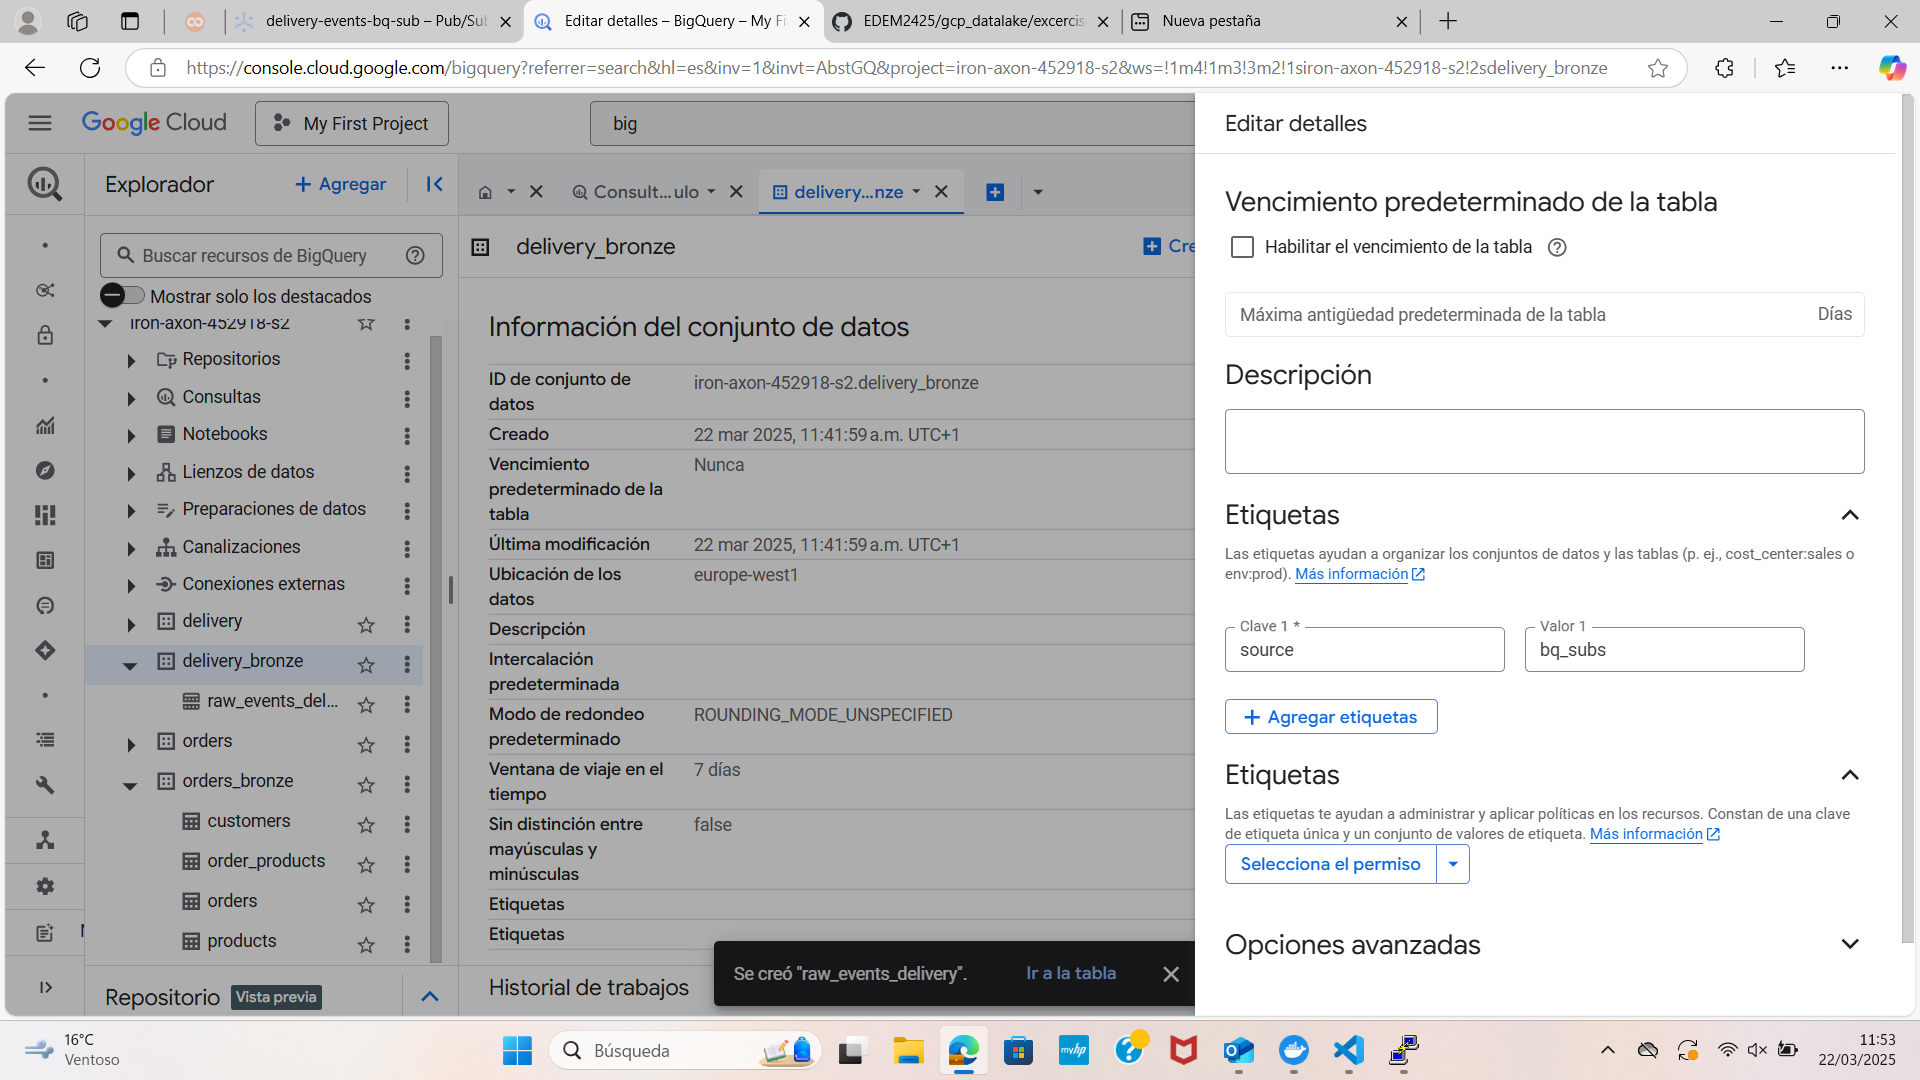 delivery-events-bq-sub – Pub/Sub
Editar detalles – BigQuery – My Fi
EDEM2425/gcp_datalake/excercis
Nueva pestaña
https://console.cloud.google.com/bigquery?referrer=search&hl=es&inv=1&invt=AbstGQ&project=iron-axon-452918-s2&ws=!1m4!1m3!3m2!1siron-axon-452918-s2!2sdelivery_bronze
Google Cloud
My First Project
big
Explorador
Agregar
Buscar recursos de BigQuery
Mostrar solo los destacados
iron-axon-452918-s2
Repositorios
Consultas
Notebooks
Lienzos de datos
Preparaciones de datos
Canalizaciones
Conexiones externas
delivery
delivery_bronze
raw_events_del...
orders
orders_bronze
customers
order_products
orders
products
Repositorio
Vista previa
Consult...ulo
delivery...nze
delivery_bronze
Cre
Información del conjunto de datos
ID de conjunto de datos
iron-axon-452918-s2.delivery_bronze
Creado
22 mar 2025, 11:41:59 a.m. UTC+1
Vencimiento predeterminado de la tabla
Nunca
Última modificación
22 mar 2025, 11:41:59 a.m. UTC+1
Ubicación de los datos
europe-west1
Descripción
Intercalación predeterminada
Modo de redondeo predeterminado
ROUNDING_MODE_UNSPECIFIED
Ventana de viaje en el tiempo
7 días
Sin distinción entre mayúsculas y minúsculas
false
Etiquetas
Etiquetas
Historial de trabajos
Se creó "raw_events_delivery".
Ir a la tabla
Editar detalles
Vencimiento predeterminado de la tabla
Habilitar el vencimiento de la tabla
Máxima antigüedad predeterminada de la tabla
Días
Descripción
Etiquetas
Las etiquetas ayudan a organizar los conjuntos de datos y las tablas (p. ej., cost_center:sales o
env:prod). Más información
Clave 1 *
source
Valor 1
bq_subs
Agregar etiquetas
Etiquetas
Las etiquetas te ayudan a administrar y aplicar políticas en los recursos. Constan de una clave
de etiqueta única y un conjunto de valores de etiqueta. Más información
Selecciona el permiso
Opciones avanzadas
16°C
Ventoso
Búsqueda
myhp
11:53
22/03/2025